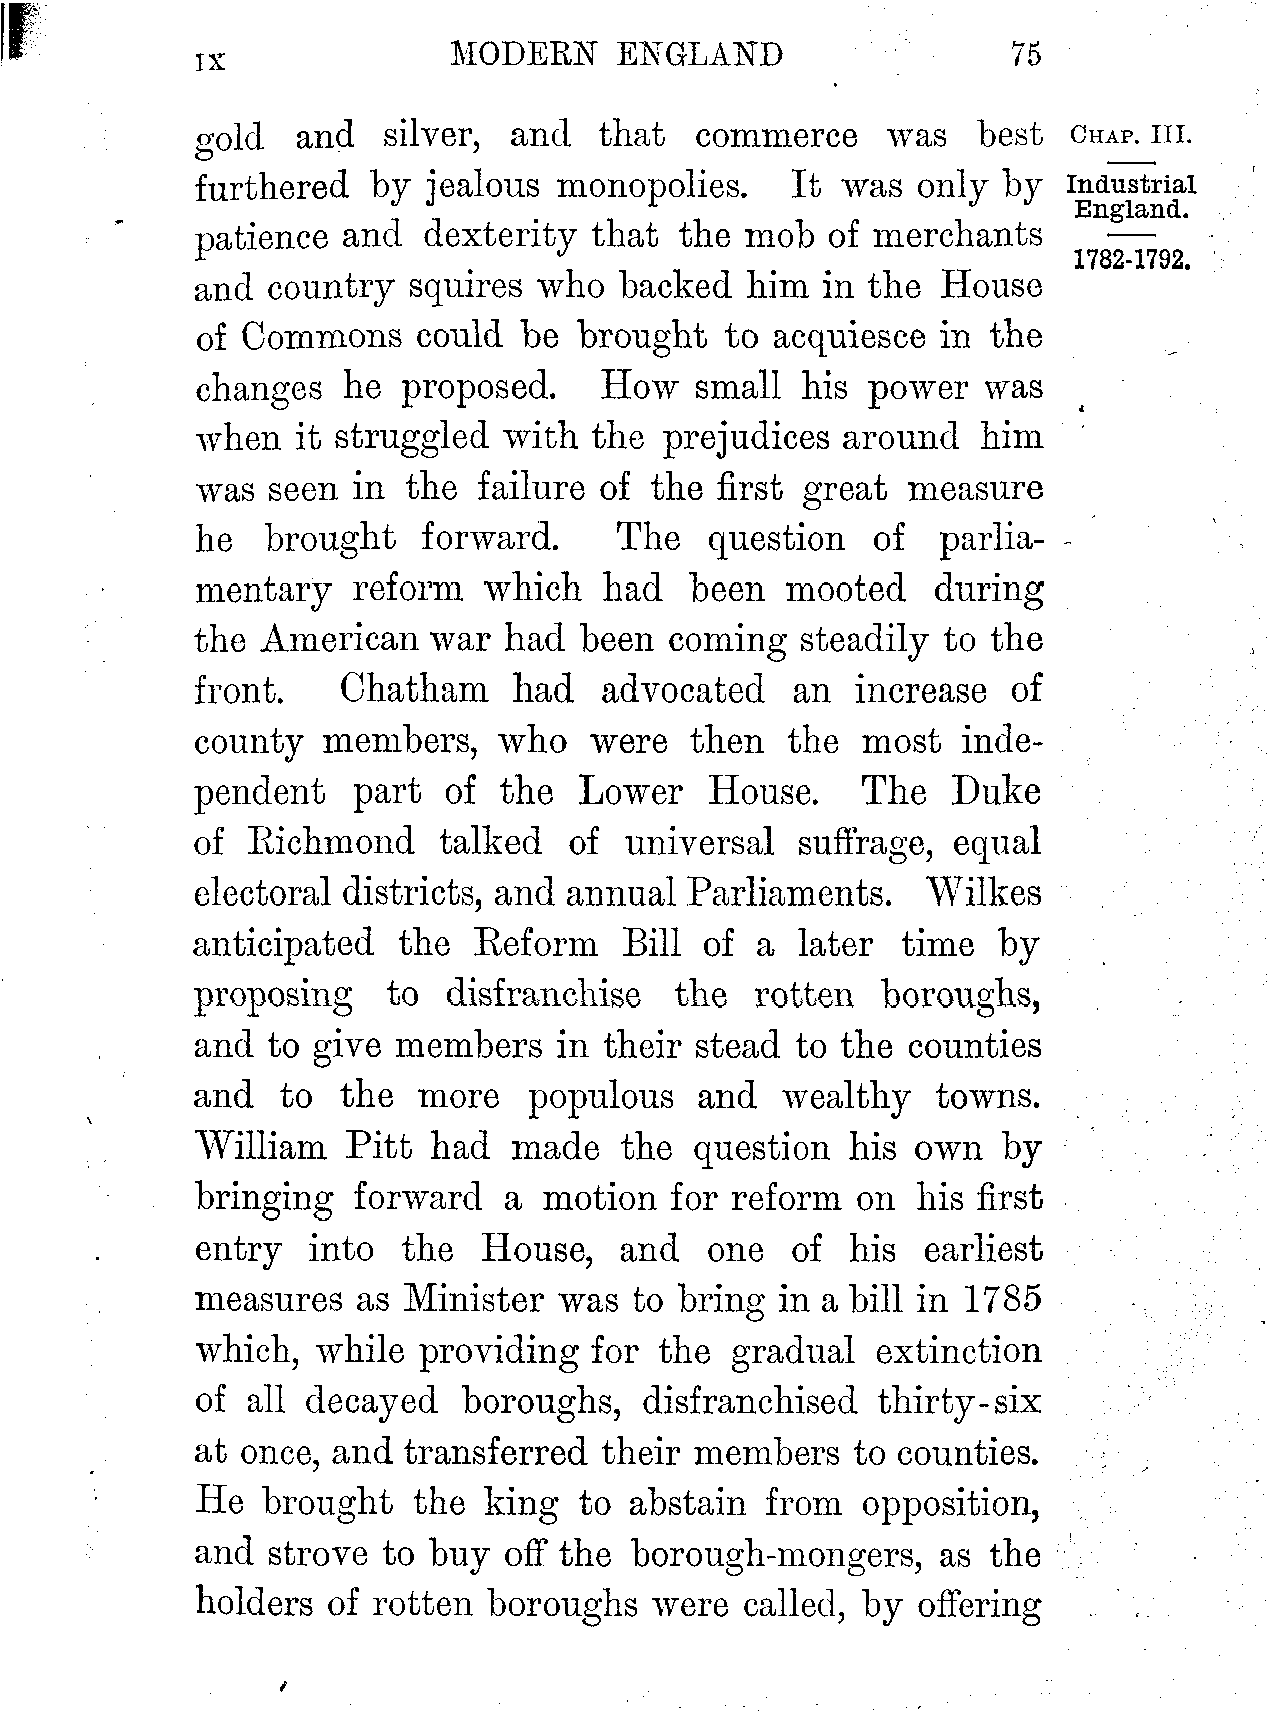 IX MODERN ENGLAND 75
gold and silver, and that commerce was best
furthered by jealous monopolies. It was only by
patience and dexterity that the mob of merchants
and country squires who backed him in the House
of Commons could be brought to acquiesce in the
changes he proposed. How small his power was
when it struggled with the prejudices around him
was seen in the failure of the first great measure
he brought forward. The question of parlia-
mentary reform which had been mooted during
the American war had been coming steadily to the
front. Chatham had advocated an increase of
county members, who were then the most inde-
pendent part of the Lower House. The Duke
of Richmond talked of universal suffrage, equal
electoral districts, and annual Parliaments. Wilkes
anticipated the Reform Bill of a later time by
proposing to disfranchise the rotten boroughs,
and to give members in their stead to the counties
and to the more populous and wealthy towns.
William Pitt had made the question his own by
bringing forward a motion for reform on his first
entry into the House, and one of his earliest
measures as Minister was to bring in a bill in 1785
which, while providing for the gradual extinction
of all decayed boroughs, disfranchised thirty-six
at once, and transferred their members to counties.
He brought the king to abstain from opposition,
and strove to buy off the borough-mongers, as the
holders of rotten boroughs were called, by offering
CHAP. III.
Industrial
England.
1782-1792.